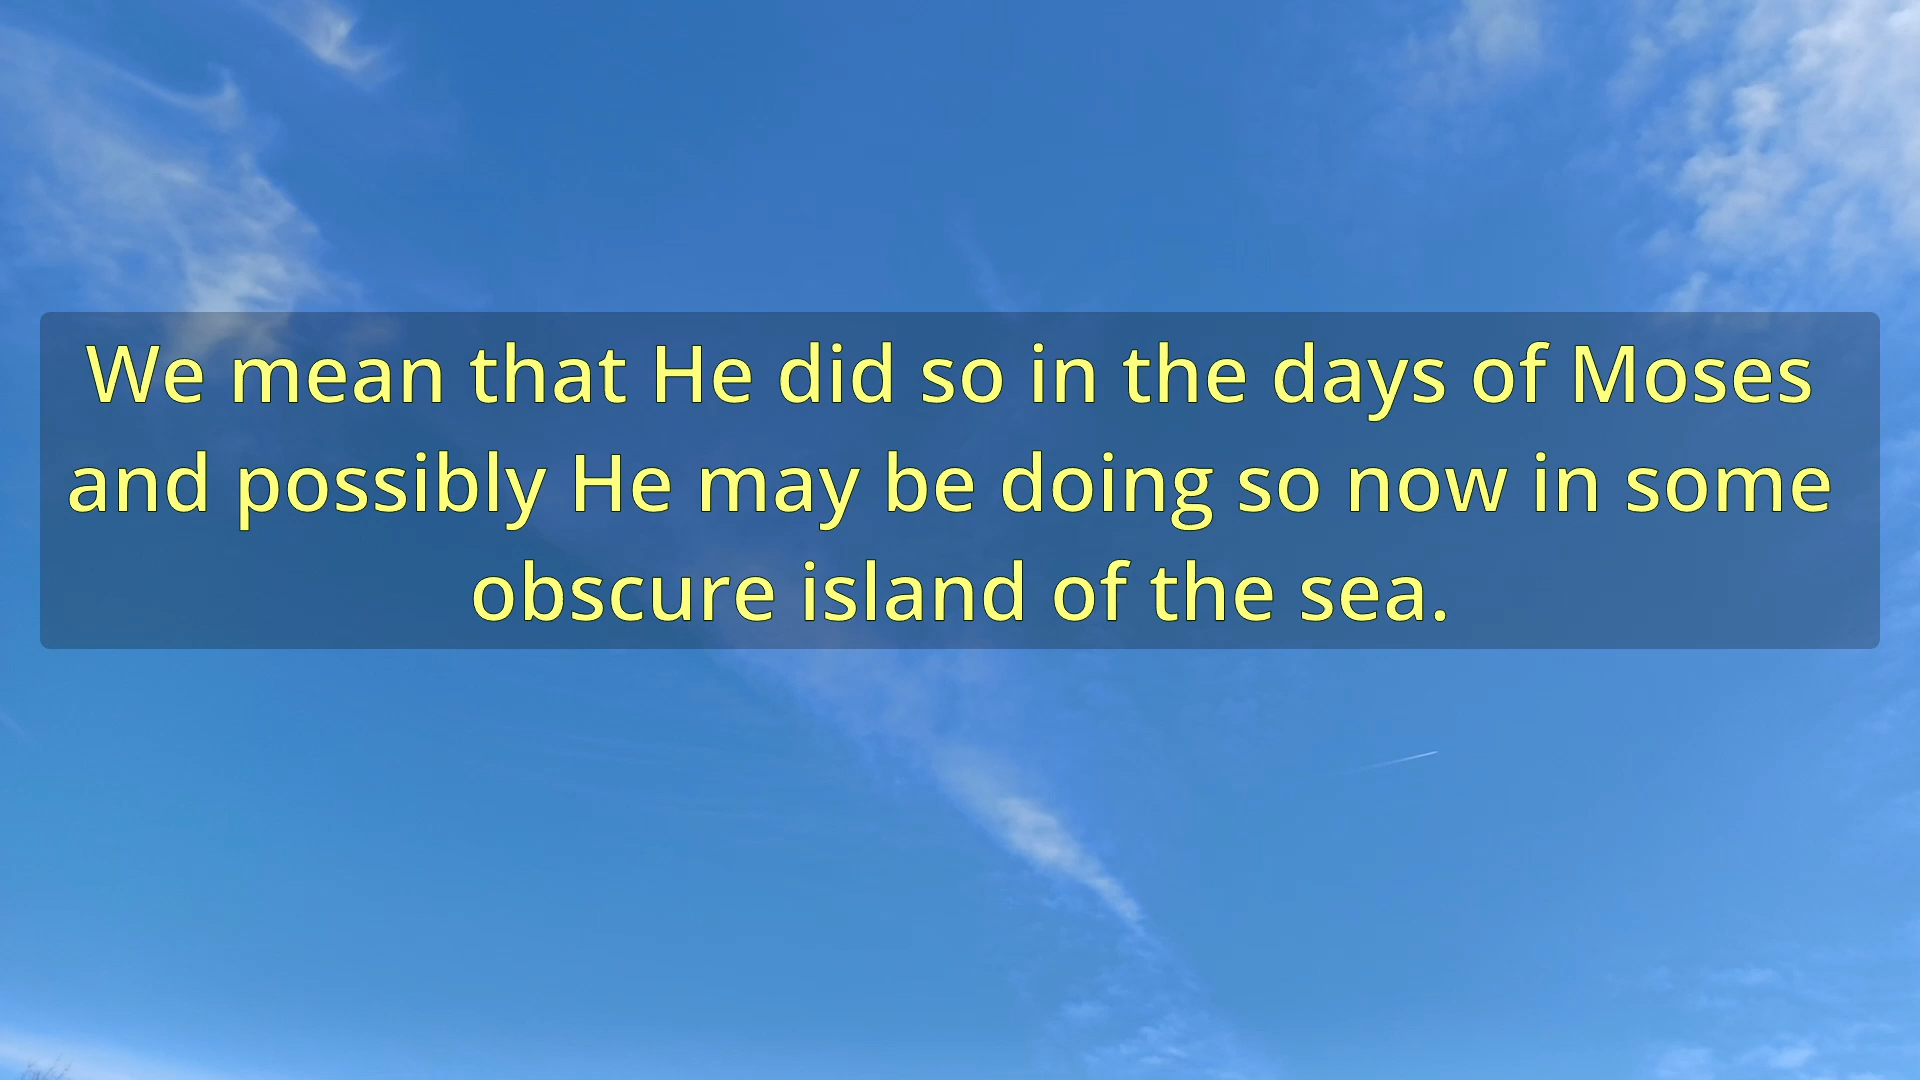 We mean that He did so in the days of Moses
and possibly He may be doing so now in some
obscure island of the sea.